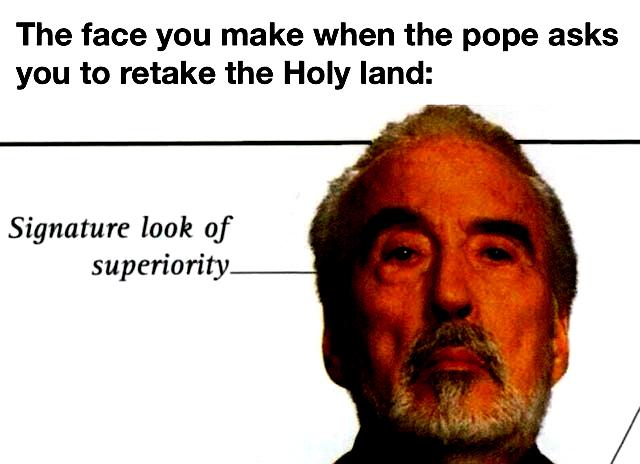 The face you make when the pope asks
you to retake the Holy land:
Signature look of
superiority